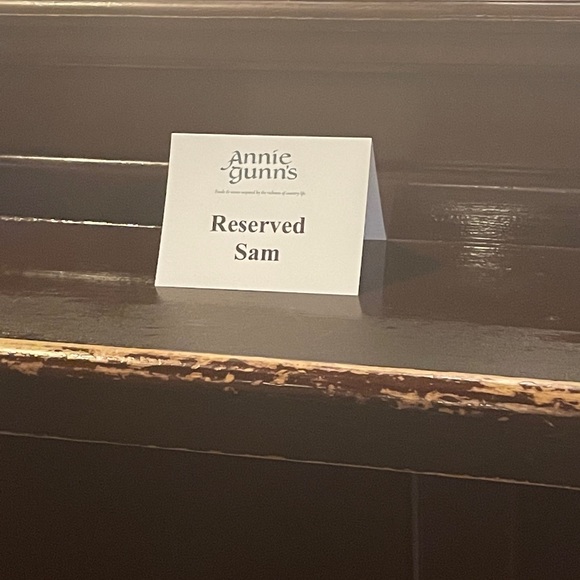 Annie
gunn's
Reserved
Sam